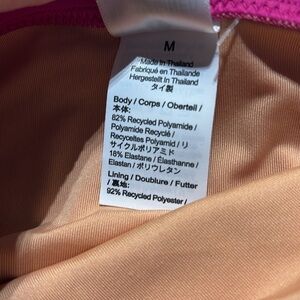 M
Made in Thailand
Fabriqué en Thaïlande
Hergestellt In Thailand
タイ製
Body / Corps / Oberteil /
本体:
82% Recycled Polyamide /
Polyamide Recyclé /
Recyceltes Polyamid / リ
サイクルポリアミド
18% Elastane / Élasthanne /
Elastan / ポリウレタン
Lining / Doublure / Futter
/ 裏地:
92% Recycled Polyester /